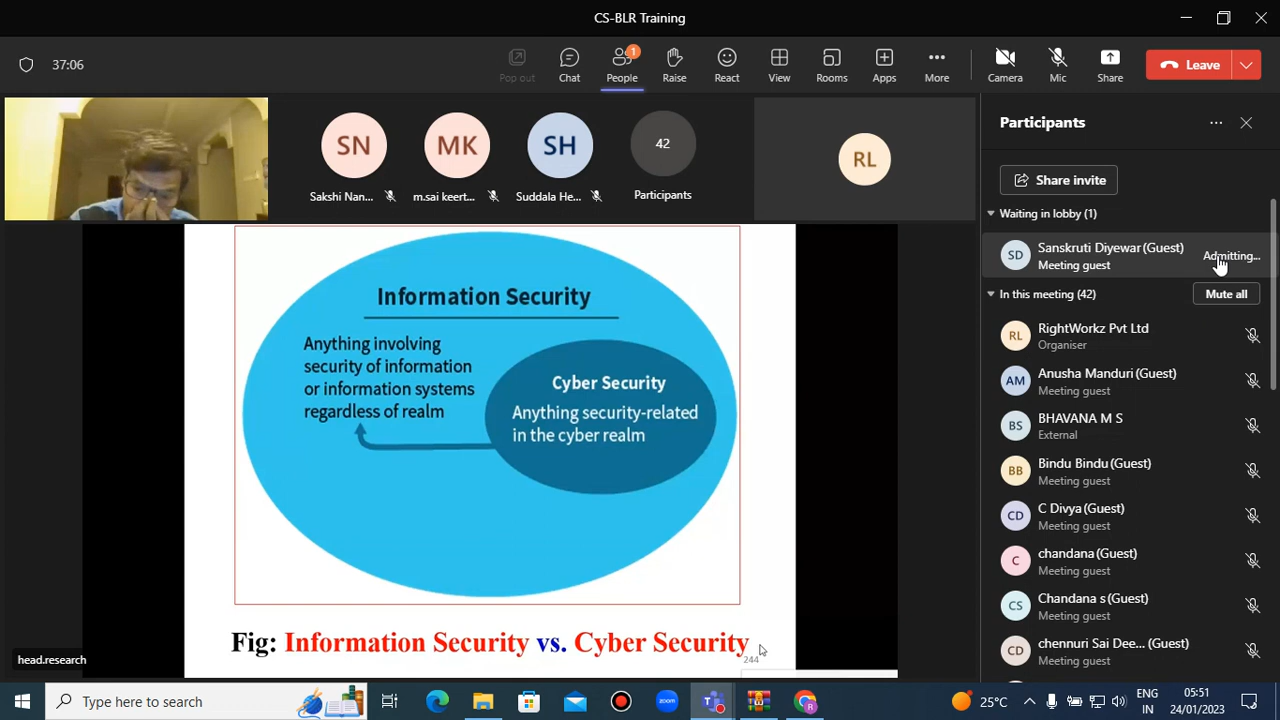 CS-BLR Training
37:06
Pop out
Chat
1
People
Raise
React
View
Rooms
Apps
More
Camera
Mic
Share
Leave
SN
Sakshi Nan...
MK
m.sai keert...
SH
Suddala He...
42
Participants
RL
Participants
Share invite
Waiting in lobby (1)
SD
Sanskruti Diyewar (Guest)
Meeting guest
Admitting...
In this meeting (42)
Mute all
RL
RightWorkz Pvt Ltd
Organiser
AM
Anusha Manduri (Guest)
Meeting guest
BS
BHAVANA M S
External
BB
Bindu Bindu (Guest)
Meeting guest
CD
C Divya (Guest)
Meeting guest
C
chandana (Guest)
Meeting guest
CS
Chandana s (Guest)
Meeting guest
CD
chennuri Sai Dee... (Guest)
Meeting guest
Information Security
Anything involving
security of information
or information systems
regardless of realm
Cyber Security
Anything security-related
in the cyber realm
Fig: Information Security vs. Cyber Security
244
head.research
Type here to search
zoom
R
25°C
ENG
IN
05:51
24/01/2023